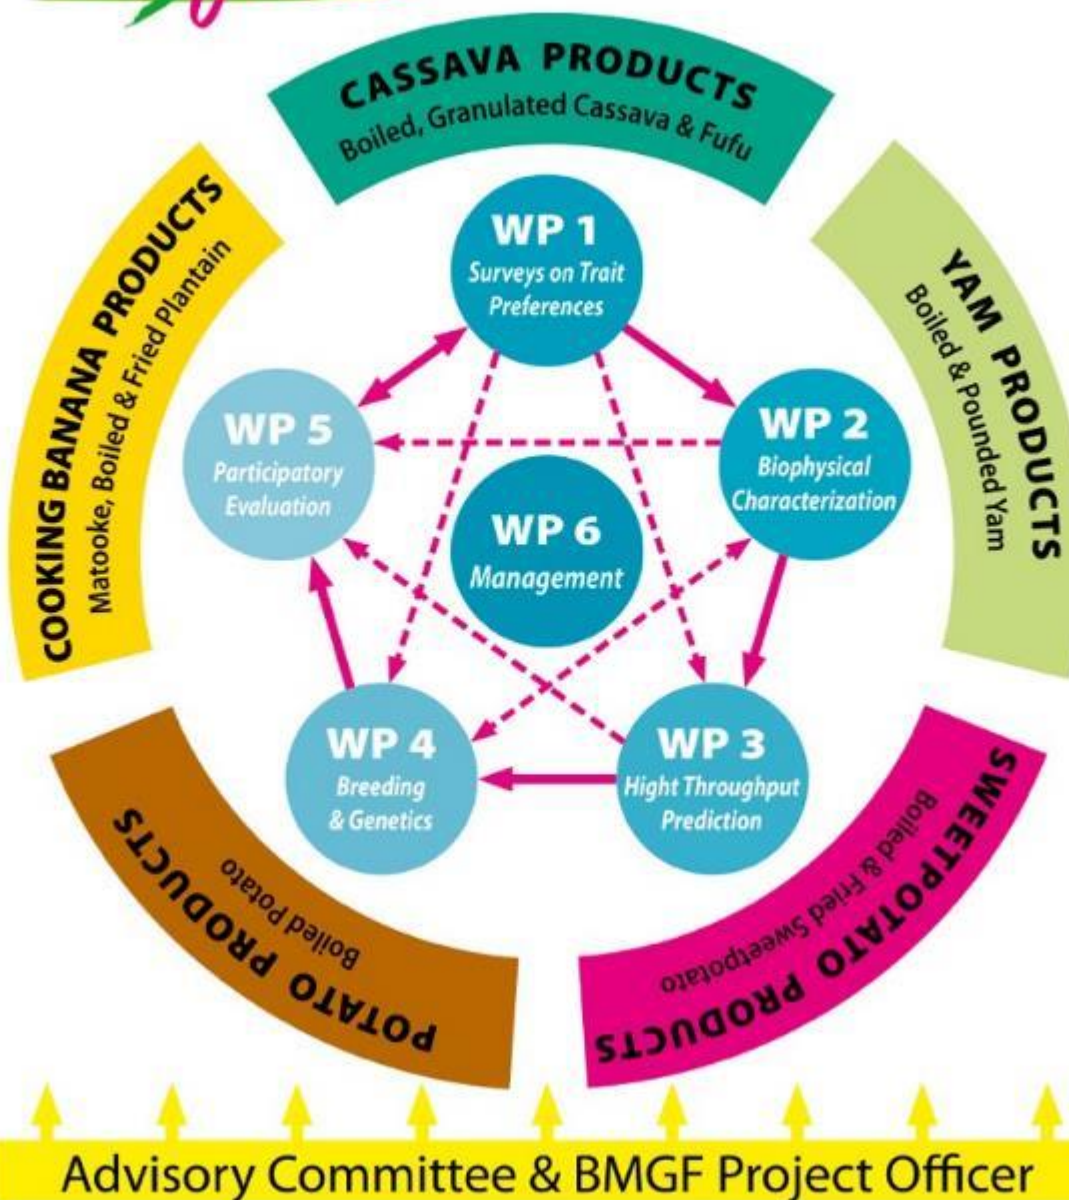 CASSAVA PRODUCTS
Boiled, Granulated Cassava & Fufu
COOKING BANANA PRODUCTS
Matooke, Boiled & Fried Plantain
YAM PRODUCTS
Boiled & Pounded Yam
WP 1
Surveys on Trait
Preferences
WP 5
Participatory
Evaluation
WP 2
Biophysical
Characterization
WP 6
Management
WP 4
Breeding
& Genetics
WP 3
Hight Throughput
Prediction
POTATO PRODUCTS
Boiled Potato
SWEETPOTATO PRODUCTS
Boiled & Fried Sweetpotato
Advisory Committee & BMGF Project Officer